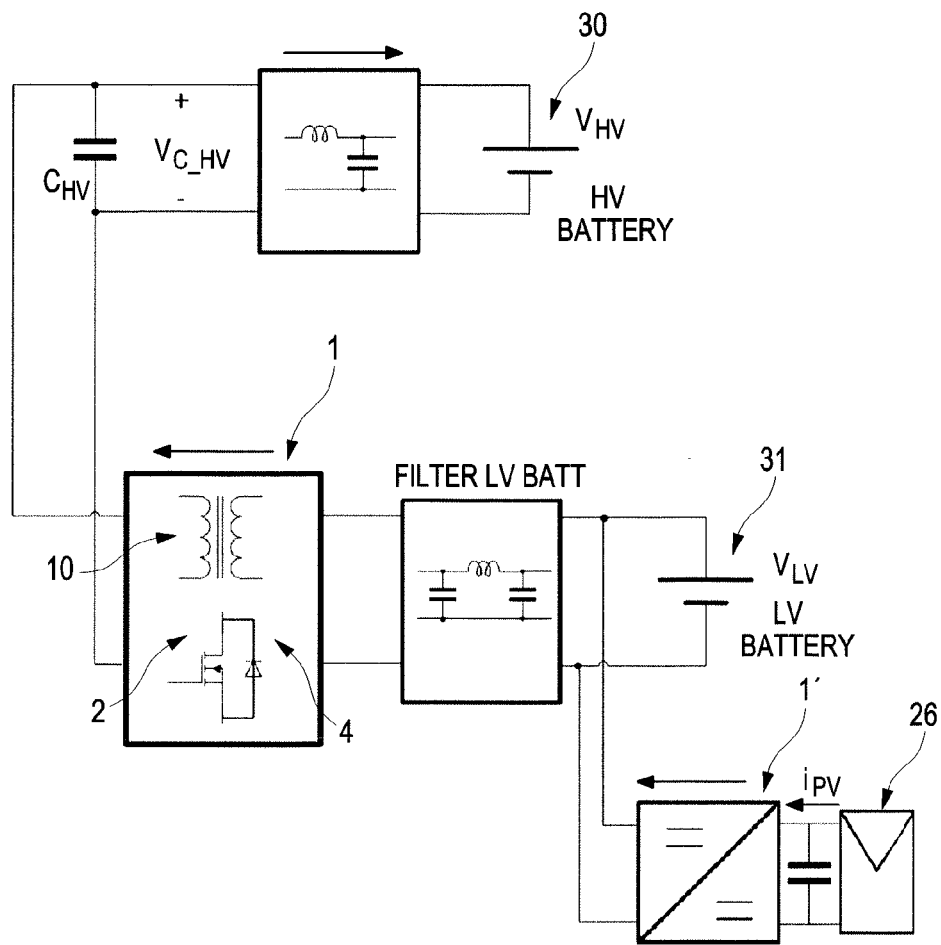 30
+
V_HV
V_C_HV
C_HV
-
HV
BATTERY
1
FILTER LV BATT
31
10
V_LV
LV
BATTERY
2
4
1´
26
i_PV